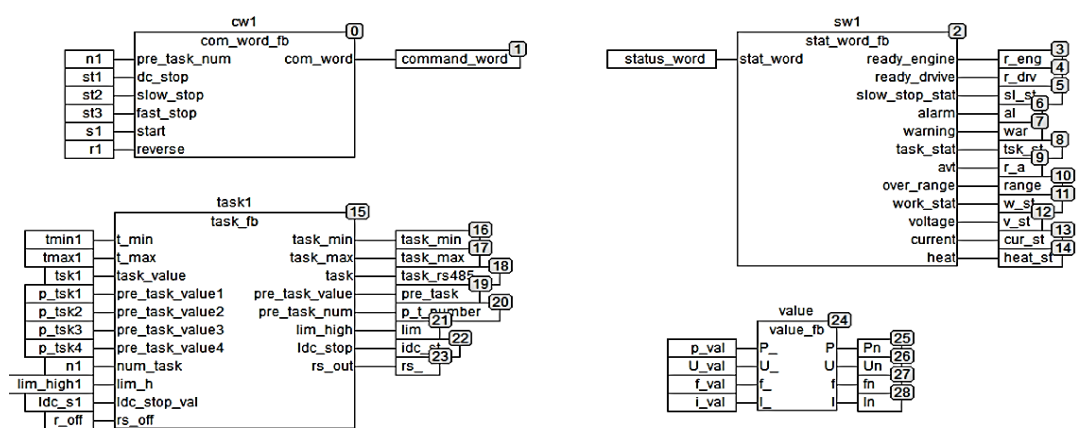 cw1
0
com_word_fb
n1 pre_task_num com_word command_word 1
st1 dc_stop
st2 slow_stop
st3 fast_stop
s1 start
r1 reverse
sw1
2
stat_word_fb
status_word stat_word ready_engine r_eng 3
ready_drvive r_drv 4
slow_stop_stat sl_st 5
alarm al 6
warning war 7
task_stat tsk_st 8
avt r_a 9
over_range range 10
work_stat w_st 11
voltage v_st 12
current cur_st 13
heat heat_st 14
task1
15
task_fb
tmin1 t_min task_min task_min 16
tmax1 t_max task_max task_max 17
tsk1 task_value task task_rs485 18
p_tsk1 pre_task_value1 pre_task_value pre_task 19
p_tsk2 pre_task_value2 pre_task_num p_t_number 20
p_tsk3 pre_task_value3 lim_high lim 21
p_tsk4 pre_task_value4 Idc_stop idc_st 22
n1 num_task rs_out rs_ 23
lim_high1 lim_h
Idc_s1 Idc_stop_val
r_off rs_off
value
24
value_fb
p_val P_ P Pn 25
U_val U_ U Un 26
f_val f_ f fn 27
i_val I_ I In 28